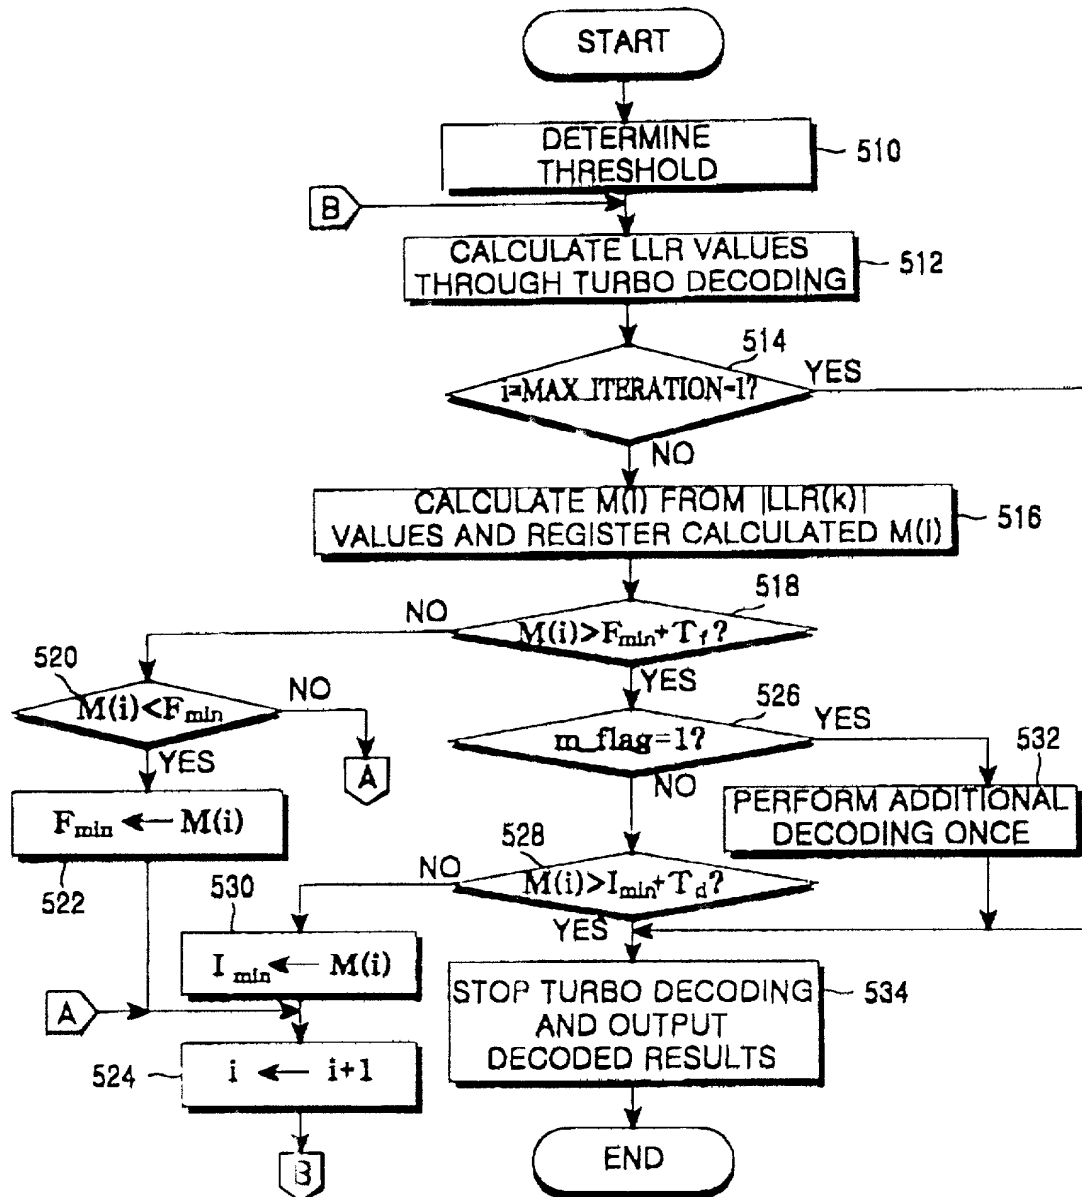 START
DETERMINE
THRESHOLD
510
B
CALCULATE LLR VALUES
THROUGH TURBO DECODING
512
514
i=MAX_ITERATION-1?
YES
NO
CALCULATE M(I) FROM |LLR(k)|
VALUES AND REGISTER CALCULATED M(I)
516
518
NO
M(i)>Fmin+Tf?
YES
520
M(i)<Fmin
NO
YES
A
526
m_flag=1?
YES
NO
532
PERFORM ADDITIONAL
DECODING ONCE
Fmin ← M(i)
522
528
NO
M(i)>Imin+Td?
YES
530
Imin ← M(i)
A
STOP TURBO DECODING
AND OUTPUT
DECODED RESULTS
534
524
i ← i+1
B
END